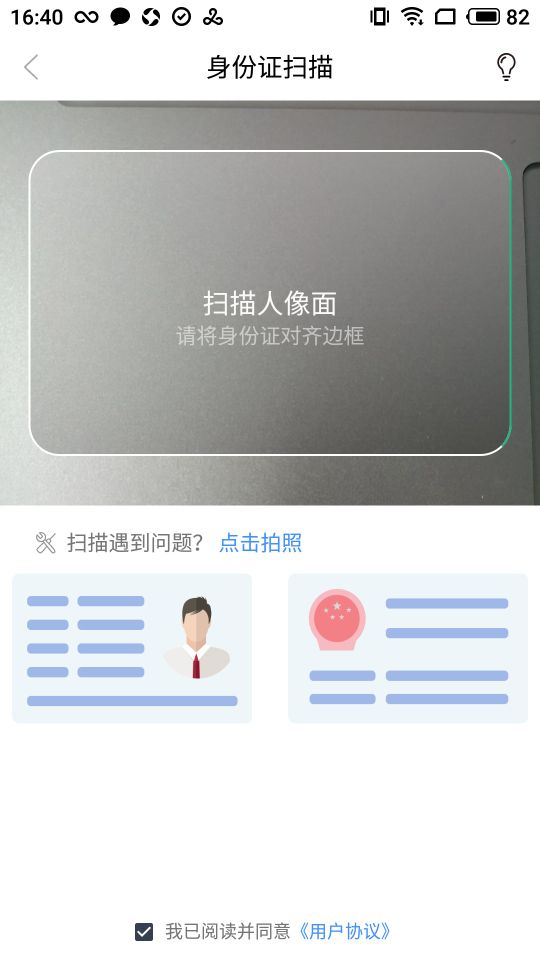 16:40
82
身份证扫描
扫描人像面
请将身份证对齐边框
扫描遇到问题？ 点击拍照
我已阅读并同意《用户协议》